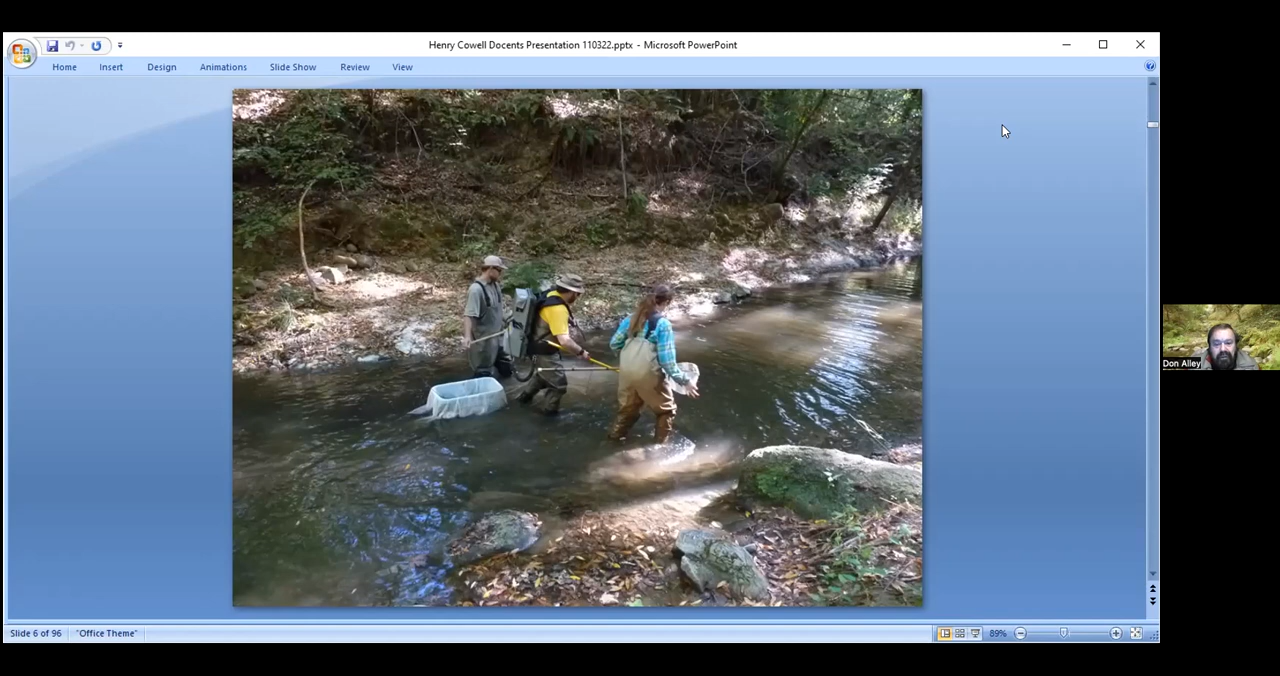 Henry Cowell Docents Presentation 110322.pptx - Microsoft PowerPoint
Home Insert Design Animations Slide Show Review View
Don Alley
Slide 6 of 96 "Office Theme" 89%